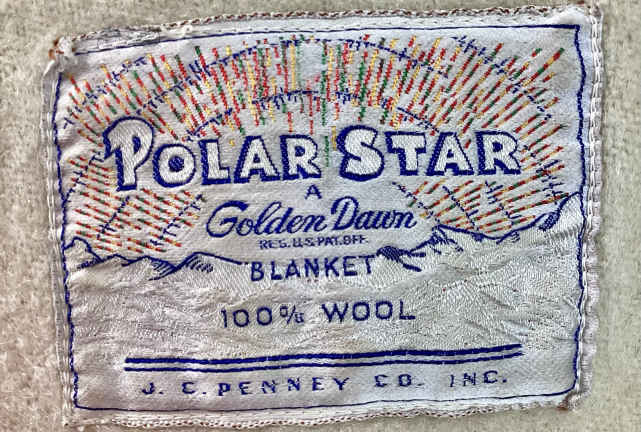 POLAR STAR
A
Golden Dawn
REG. U.S. PAT. OFF.
BLANKET
100% WOOL
J. C. PENNEY CO. INC.